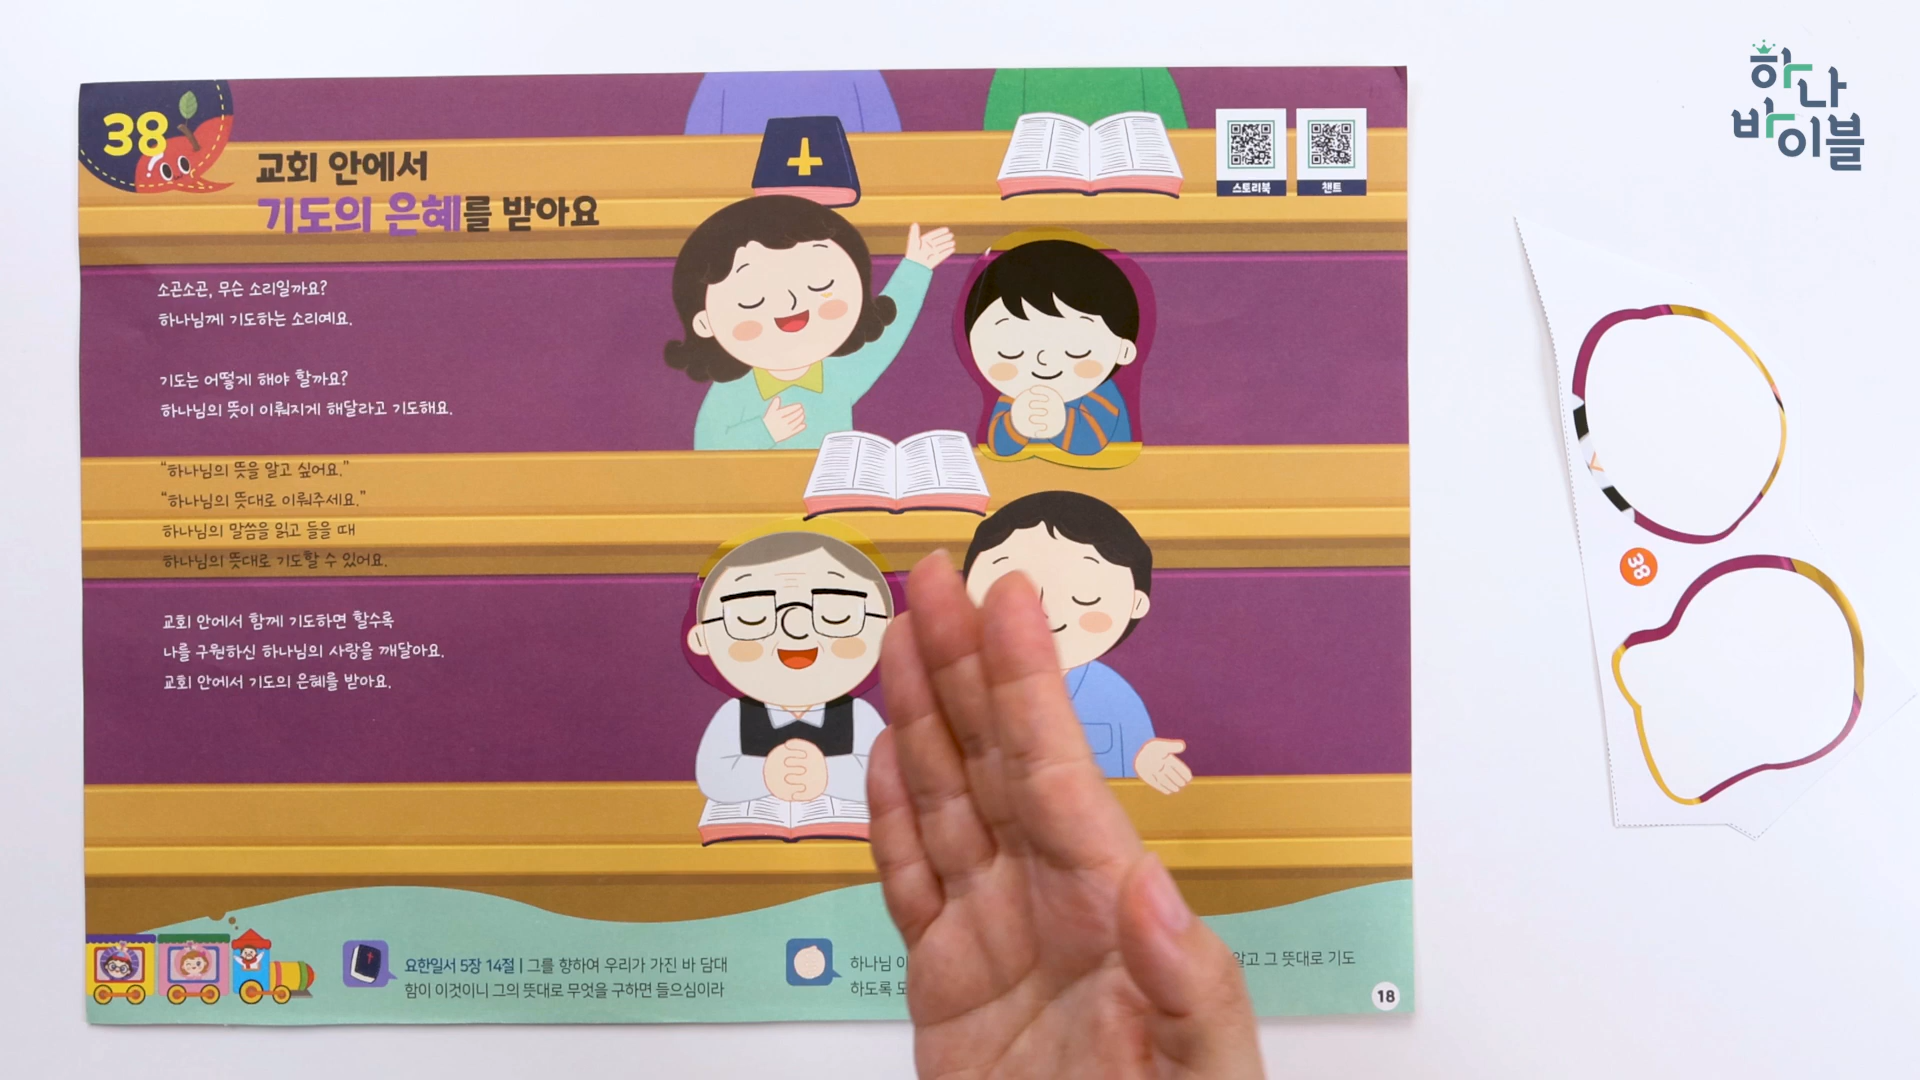 하나
바이블
38
교회 안에서
기도의 은혜를 받아요
스토리북
챈트
소곤소곤, 무슨 소리일까요?
하나님께 기도하는 소리예요.
기도는 어떻게 해야 할까요?
하나님의 뜻이 이뤄지게 해달라고 기도해요.
“하나님의 뜻을 알고 싶어요.”
“하나님의 뜻대로 이뤄주세요.”
하나님의 말씀을 읽고 들을 때
하나님의 뜻대로 기도할 수 있어요.
교회 안에서 함께 기도하면 할수록
나를 구원하신 하나님의 사랑을 깨달아요.
교회 안에서 기도의 은혜를 받아요.
38
요한일서 5장 14절 | 그를 향하여 우리가 가진 바 담대
함이 이것이니 그의 뜻대로 무엇을 구하면 들으심이라
하나님 알고 그 뜻대로 기도
하도록
18